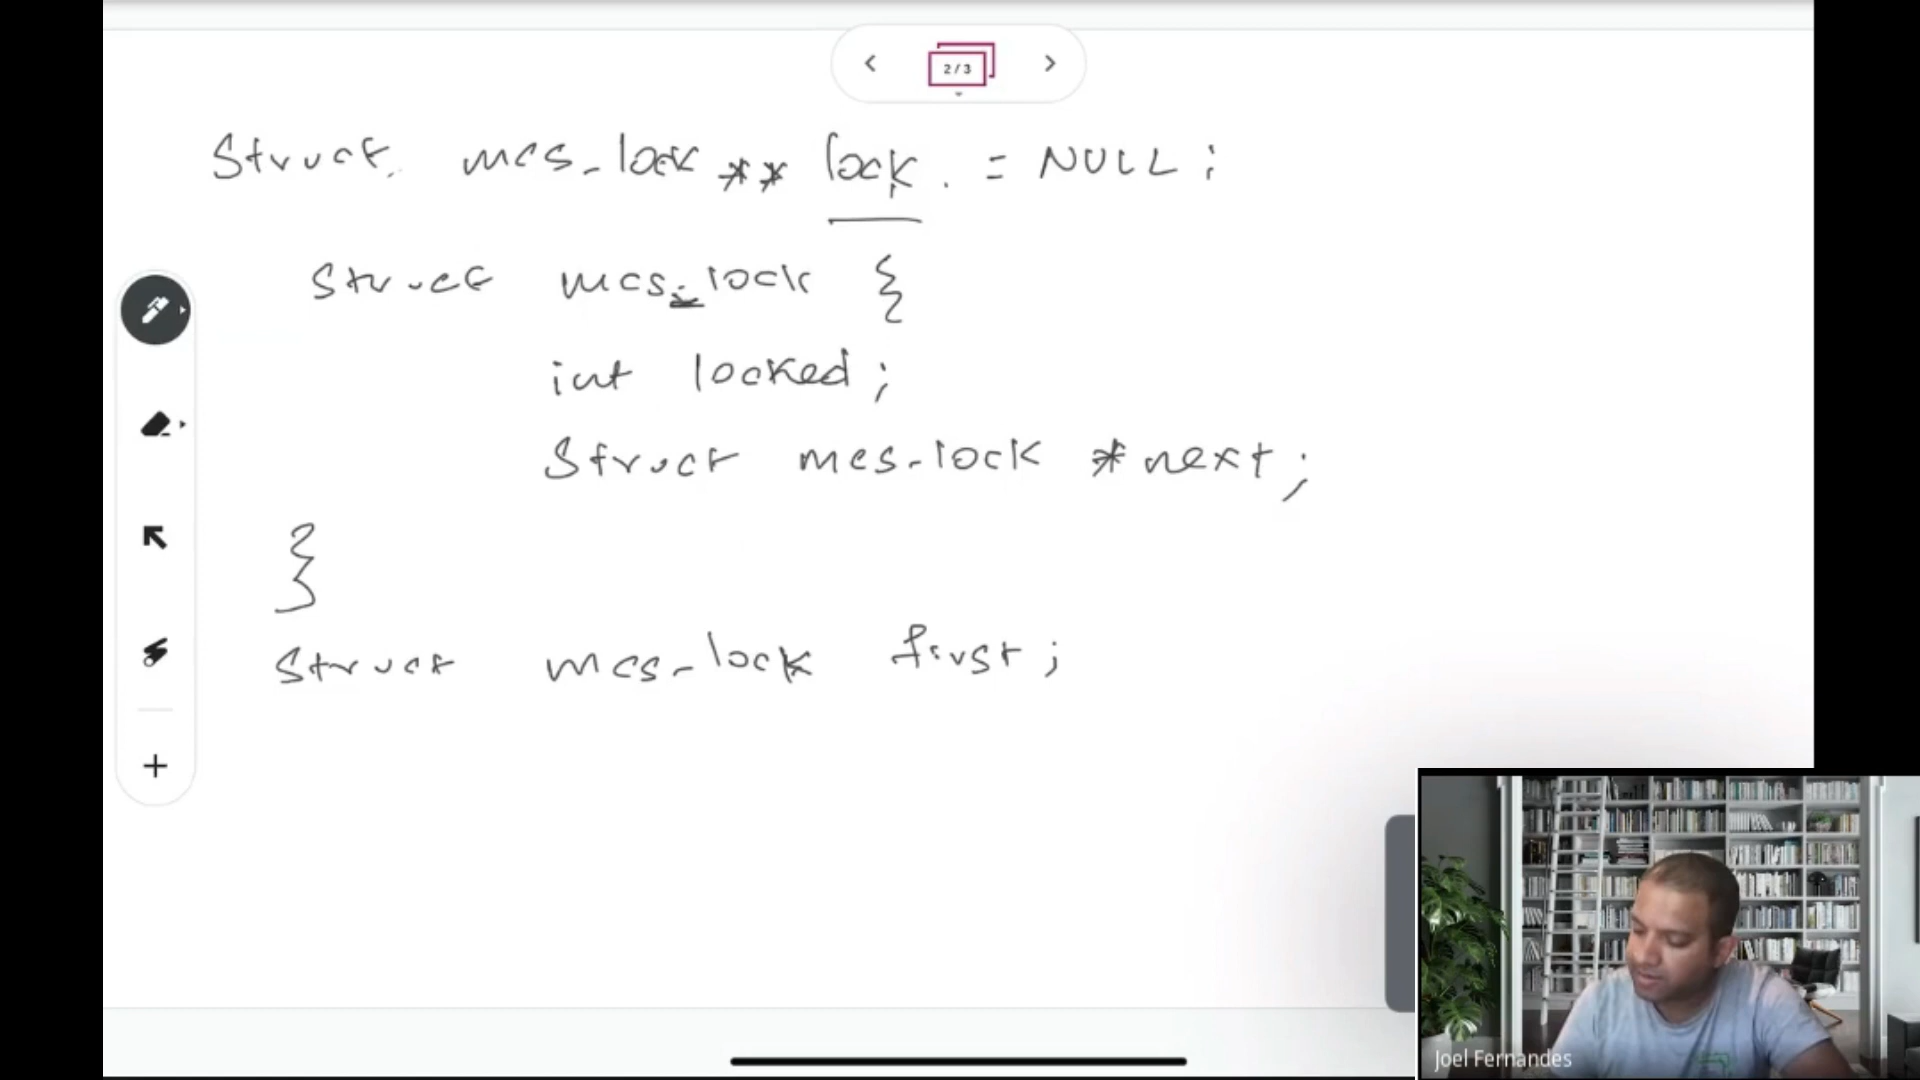 2/3
Struct mcs_lock ** lock . = NULL;
Struct mcs_lock {
int locked;
Struct mcs_lock *next;
}
Struct mcs_lock first;
Joel Fernandes